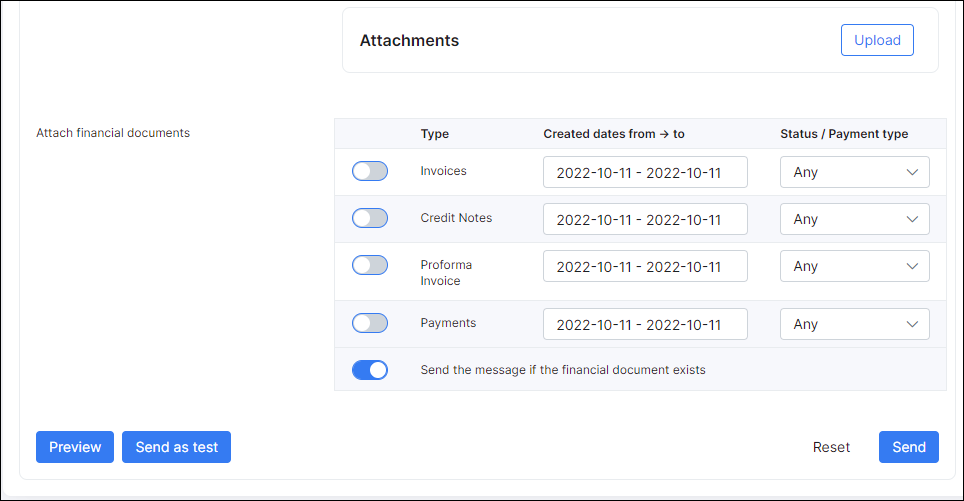 Attachments
Upload
Attach financial documents
Type Created dates from → to Status / Payment type
Invoices 2022-10-11 - 2022-10-11 Any
Credit Notes 2022-10-11 - 2022-10-11 Any
Proforma 2022-10-11 - 2022-10-11 Any
Invoice
Payments 2022-10-11 - 2022-10-11 Any
Send the message if the financial document exists
Preview Send as test Reset Send